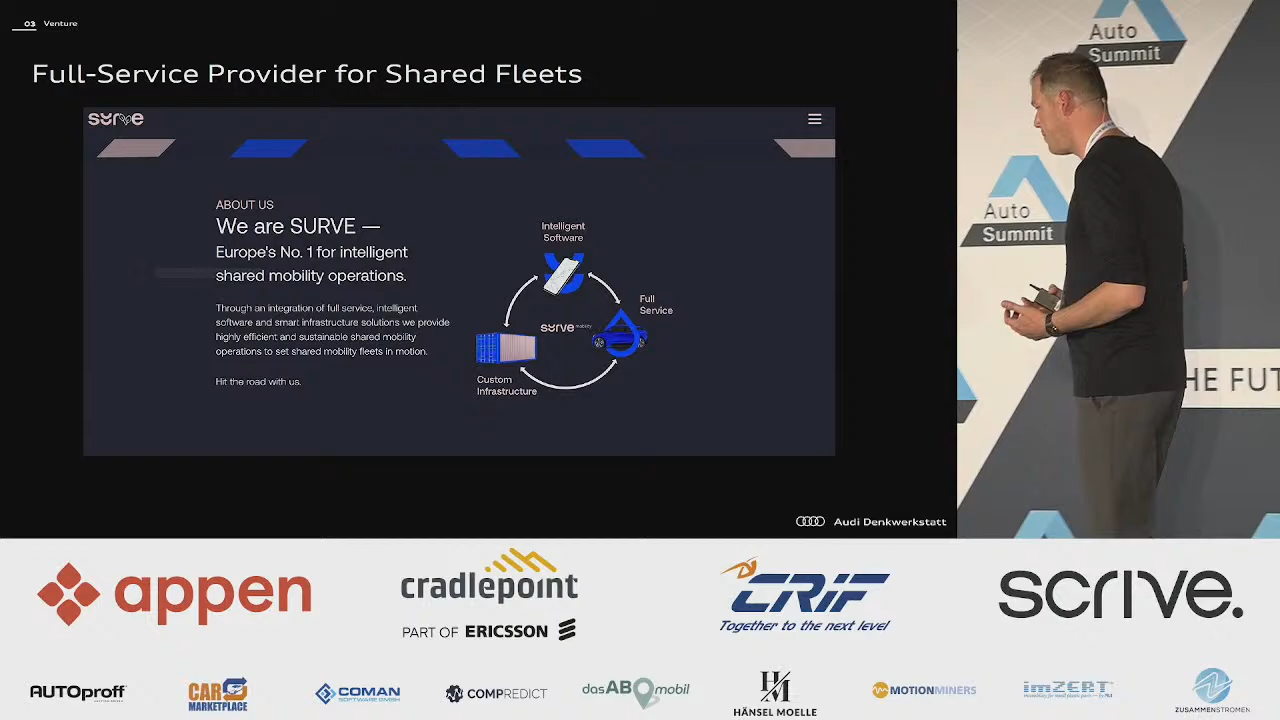 03 Venture
Full-Service Provider for Shared Fleets
surve
ABOUT US
We are SURVE —
Europe's No. 1 for intelligent
shared mobility operations.
Through an integration of full service, intelligent
software and smart infrastructure solutions we provide
highly efficient and sustainable shared mobility
operations to set shared mobility fleets in motion.
Hit the road with us.
Intelligent
Software
Full
Service
surve mobility
Custom
Infrastructure
Audi Denkwerkstatt
Auto
Summit
Auto
Summit
HE FUT
appen
cradlepoint
PART OF ERICSSON
CRIF
Together to the next level
scrive.
AUTOproff
CAR
MARKETPLACE
COMAN
SOFTWARE GMBH
COMPREDICT
dasABOmobil
HM
HÄNSEL MOELLE
MOTIONMINERS
imZERT
ZUSAMMENSTROMEN